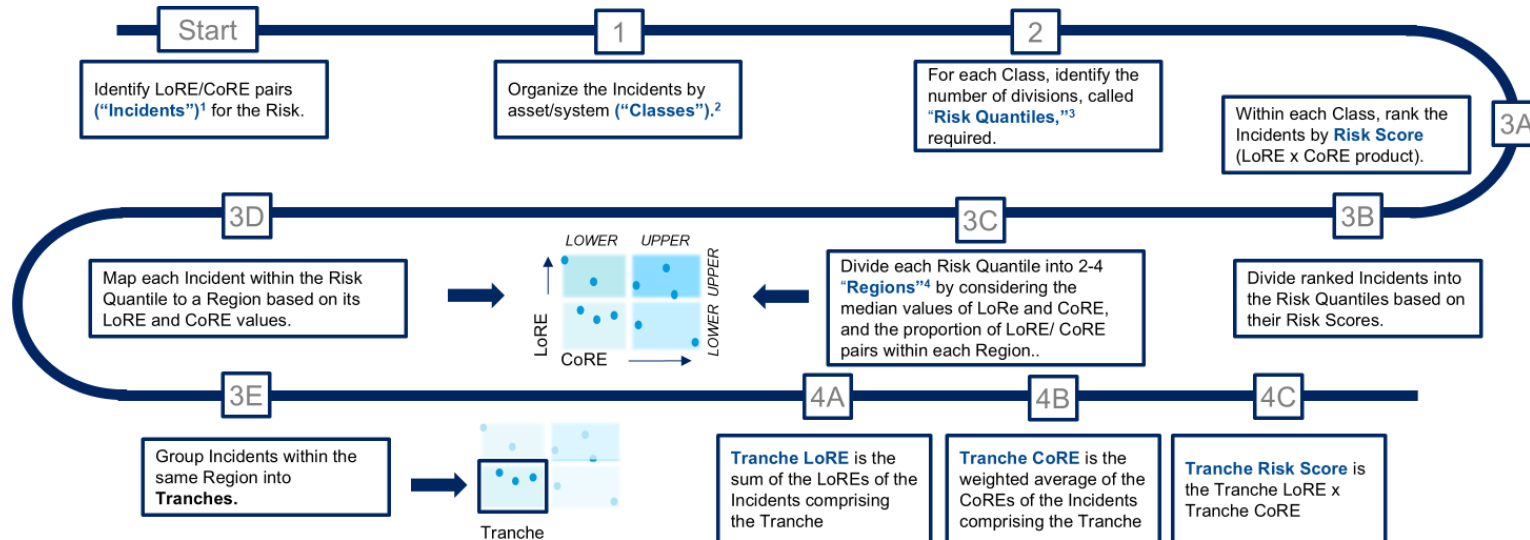 Start
Identify LoRE/CoRE pairs
(“Incidents”)¹ for the Risk.
1
Organize the Incidents by
asset/system (“Classes”).²
2
For each Class, identify the
number of divisions, called
“Risk Quantiles,”³
required.
3A
Within each Class, rank the
Incidents by Risk Score
(LoRE x CoRE product).
3B
Divide ranked Incidents into
the Risk Quantiles based on
their Risk Scores.
3C
Divide each Risk Quantile into 2-4
“Regions”⁴ by considering the
median values of LoRe and CoRE,
and the proportion of LoRE/ CoRE
pairs within each Region..
LOWER UPPER
LOWER UPPER
LoRE
CoRE
3D
Map each Incident within the Risk
Quantile to a Region based on its
LoRE and CoRE values.
3E
Group Incidents within the
same Region into
Tranches.
Tranche
4A
Tranche LoRE is the
sum of the LoREs of the
Incidents comprising
the Tranche
4B
Tranche CoRE is the
weighted average of the
CoREs of the Incidents
comprising the Tranche
4C
Tranche Risk Score is
the Tranche LoRE x
Tranche CoRE